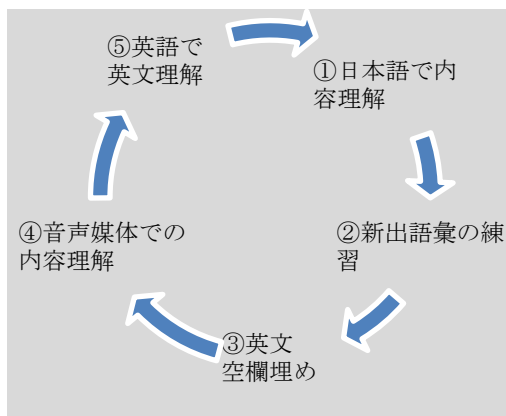 ⑤英語で
英文理解
①日本語で内
容理解
②新出語彙の練
習
③英文
空欄埋め
④音声媒体での
内容理解